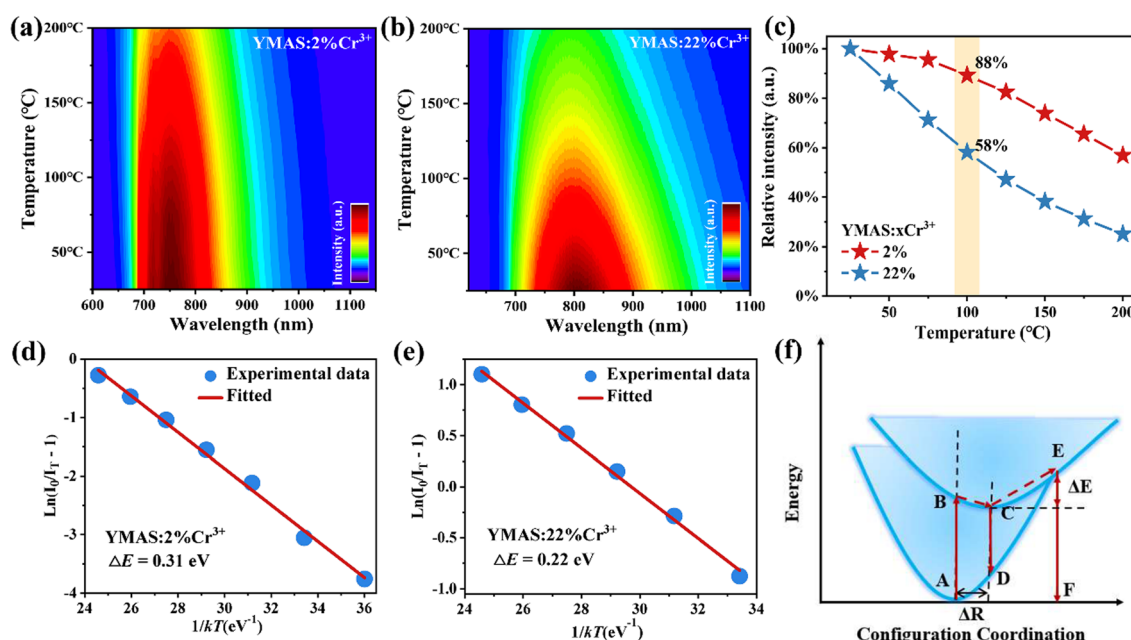 (a)
200°C
150°C
100°C
50°C
Temperature (°C)
YMAS:2%Cr³⁺
Intensity (a.u.)
600
700
800
900
1000
1100
Wavelength (nm)
(b)
200°C
150°C
100°C
50°C
Temperature (°C)
YMAS:22%Cr³⁺
Intensity (a.u.)
700
800
900
1000
1100
Wavelength (nm)
(c)
100%
80%
60%
40%
20%
0%
Relative intensity (a.u.)
88%
58%
YMAS:xCr³⁺
2%
22%
50
100
150
200
Temperature (°C)
(d)
0
-1
-2
-3
-4
Ln(I₀/I_T - 1)
Experimental data
Fitted
YMAS:2%Cr³⁺
ΔE = 0.31 eV
24
26
28
30
32
34
36
1/kT(eV⁻¹)
(e)
1.0
0.5
0.0
-0.5
-1.0
Ln(I₀/I_T - 1)
Experimental data
Fitted
YMAS:22%Cr³⁺
ΔE = 0.22 eV
24
26
28
30
32
34
1/kT(eV⁻¹)
(f)
Energy
E
B
ΔE
C
A
D
F
ΔR
Configuration Coordination